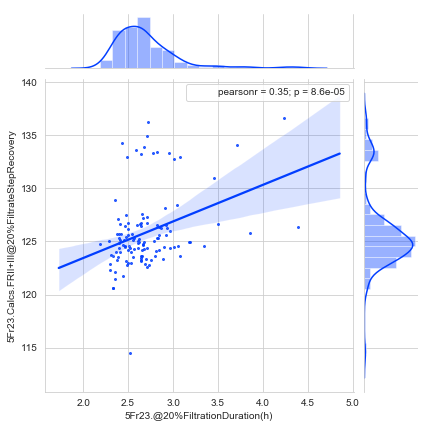 pearsonr = 0.35; p = 8.6e-05
140
135
130
125
120
115
5Fr23.Calcs.FRII+III@20%FiltrateStepRecovery
2.0 2.5 3.0 3.5 4.0 4.5 5.0
5Fr23.@20%FiltrationDuration(h)